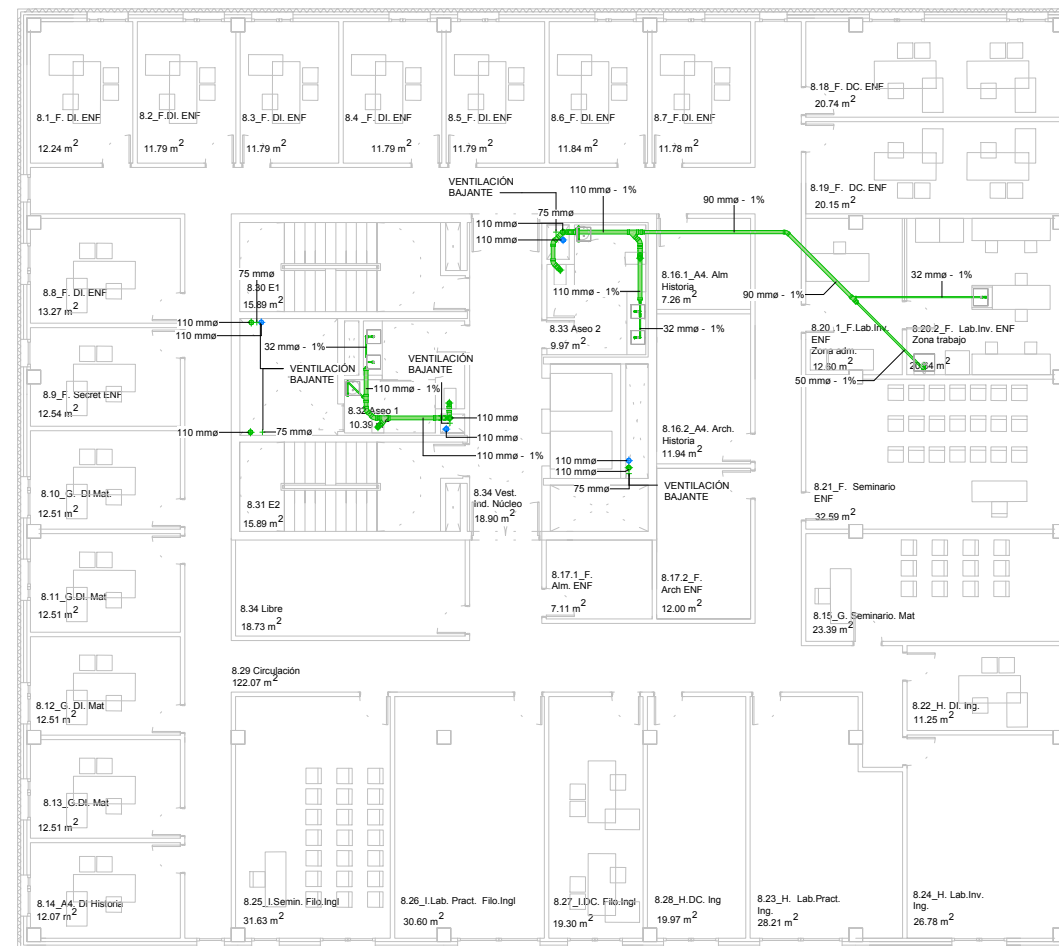 8.1_F. DI. ENF
12.24 m2
8.2_F.DI. ENF
11.79 m2
8.3_F. DI. ENF
11.79 m2
8.4 _F. DI. ENF
11.79 m2
8.5_F. DI. ENF
11.79 m2
8.6_F. DI. ENF
11.84 m2
8.7_F.DI. ENF
11.78 m2
8.18_F. DC. ENF
20.74 m2
8.19_F. DC. ENF
20.15 m2
VENTILACIÓN
BAJANTE
110 mmø - 1%
90 mmø - 1%
75 mmø
110 mmø
110 mmø
75 mmø
8.30 E1
15.89 m2
8.16.1_A4. Alm
Historia
7.26 m2
32 mmø - 1%
8.8_F. DI. ENF
13.27 m2
110 mmø - 1%
90 mmø - 1%
110 mmø
110 mmø
8.33 Aseo 2
9.97 m2
32 mmø - 1%
8.20 .1_F.Lab.Inv.
ENF
Zona adm.
12.60 m2
8.20.2_F. Lab.Inv. ENF
Zona trabajo
20.64 m2
32 mmø - 1%
VENTILACIÓN
BAJANTE
VENTILACIÓN
BAJANTE
50 mmø - 1%
110 mmø - 1%
8.9_F. Secret ENF
12.54 m2
8.32 Aseo 1
10.39 m2
110 mmø
110 mmø
75 mmø
110 mmø
110 mmø - 1%
8.16.2_A4. Arch.
Historia
11.94 m2
110 mmø
110 mmø
75 mmø
VENTILACIÓN
BAJANTE
8.10_G. DI Mat.
12.51 m2
8.31 E2
15.89 m2
8.34 Vest.
Ind. Núcleo
18.90 m2
8.21_F. Seminario
ENF
32.59 m2
8.11_G.DI. Mat
12.51 m2
8.34 Libre
18.73 m2
8.17.1_F.
Alm. ENF
7.11 m2
8.17.2_F.
Arch ENF
12.00 m2
8.15_G. Seminario. Mat
23.39 m2
8.29 Circulación
122.07 m2
8.12_G. DI. Mat
12.51 m2
8.22_H. DI. Ing.
11.25 m2
8.13_G.DI. Mat
12.51 m2
8.14_A4. DI Historia
12.07 m2
8.25_I.Semin. Filo.Ingl
31.63 m2
8.26_I.Lab. Pract. Filo.Ingl
30.60 m2
8.27_I.DC. Filo.Ingl
19.30 m2
8.28_H.DC. Ing
19.97 m2
8.23_H. Lab.Pract.
Ing.
28.21 m2
8.24_H. Lab.Inv.
Ing.
26.78 m2